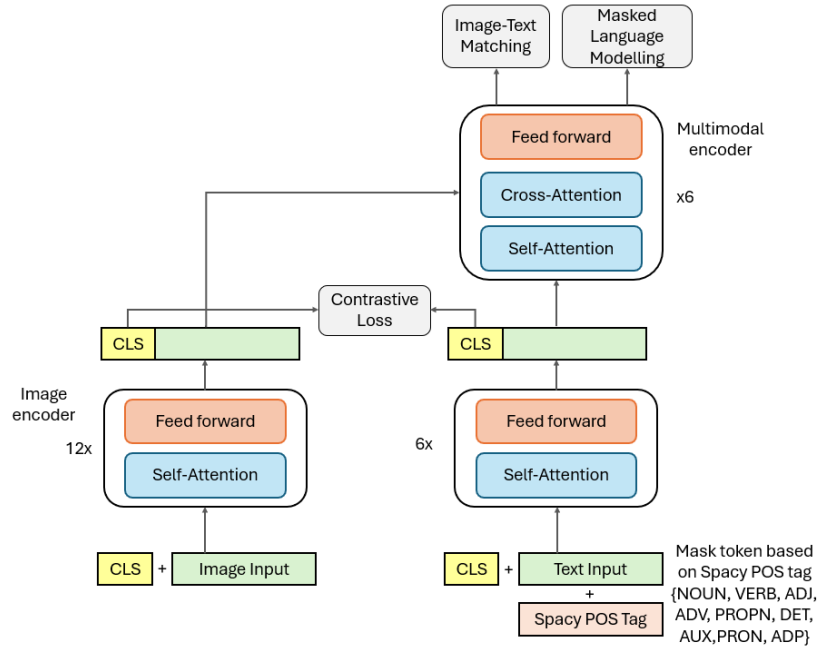 Image-Text
Matching
Masked
Language
Modelling
Feed forward
Multimodal
encoder
Cross-Attention
x6
Self-Attention
Contrastive
Loss
CLS
CLS
Image
encoder
Feed forward
12x
Self-Attention
Feed forward
6x
Self-Attention
CLS + Image Input
CLS + Text Input
+
Spacy POS Tag
Mask token based
on Spacy POS tag
{NOUN, VERB, ADJ,
ADV, PROPN, DET,
AUX,PRON, ADP}